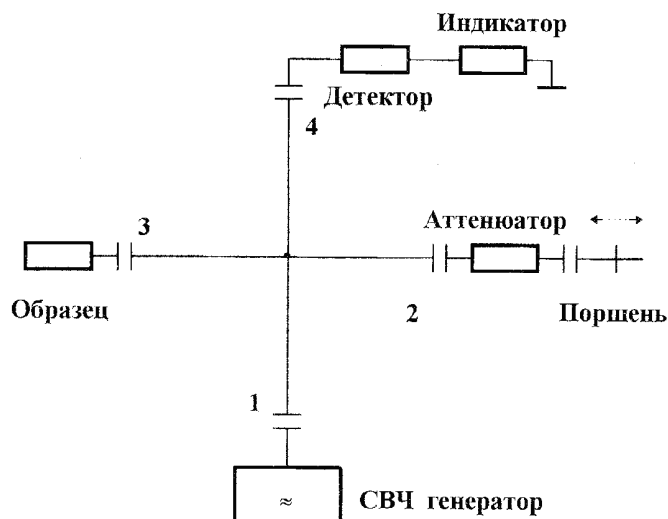 Индикатор
Детектор
4
3
Аттенюатор
Образец
2
Поршень
1
≈
СВЧ генератор